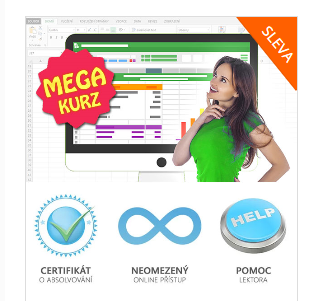 SLEVA
MEGA
KURZ
HELP
CERTIFIKÁT
O ABSOLVOVÁNÍ
NEOMEZENÝ
ONLINE PŘÍSTUP
POMOC
LEKTORA